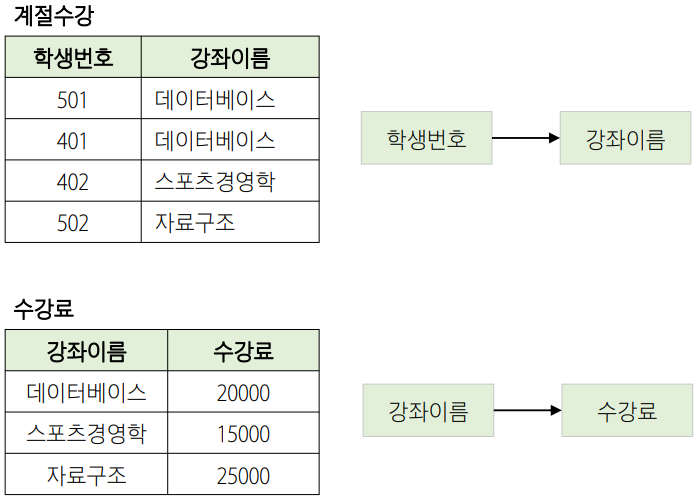 계절수강
학생번호 강좌이름
501 데이터베이스
401 데이터베이스
402 스포츠경영학
502 자료구조
학생번호 강좌이름
수강료
강좌이름 수강료
데이터베이스 20000
스포츠경영학 15000
자료구조 25000
강좌이름 수강료